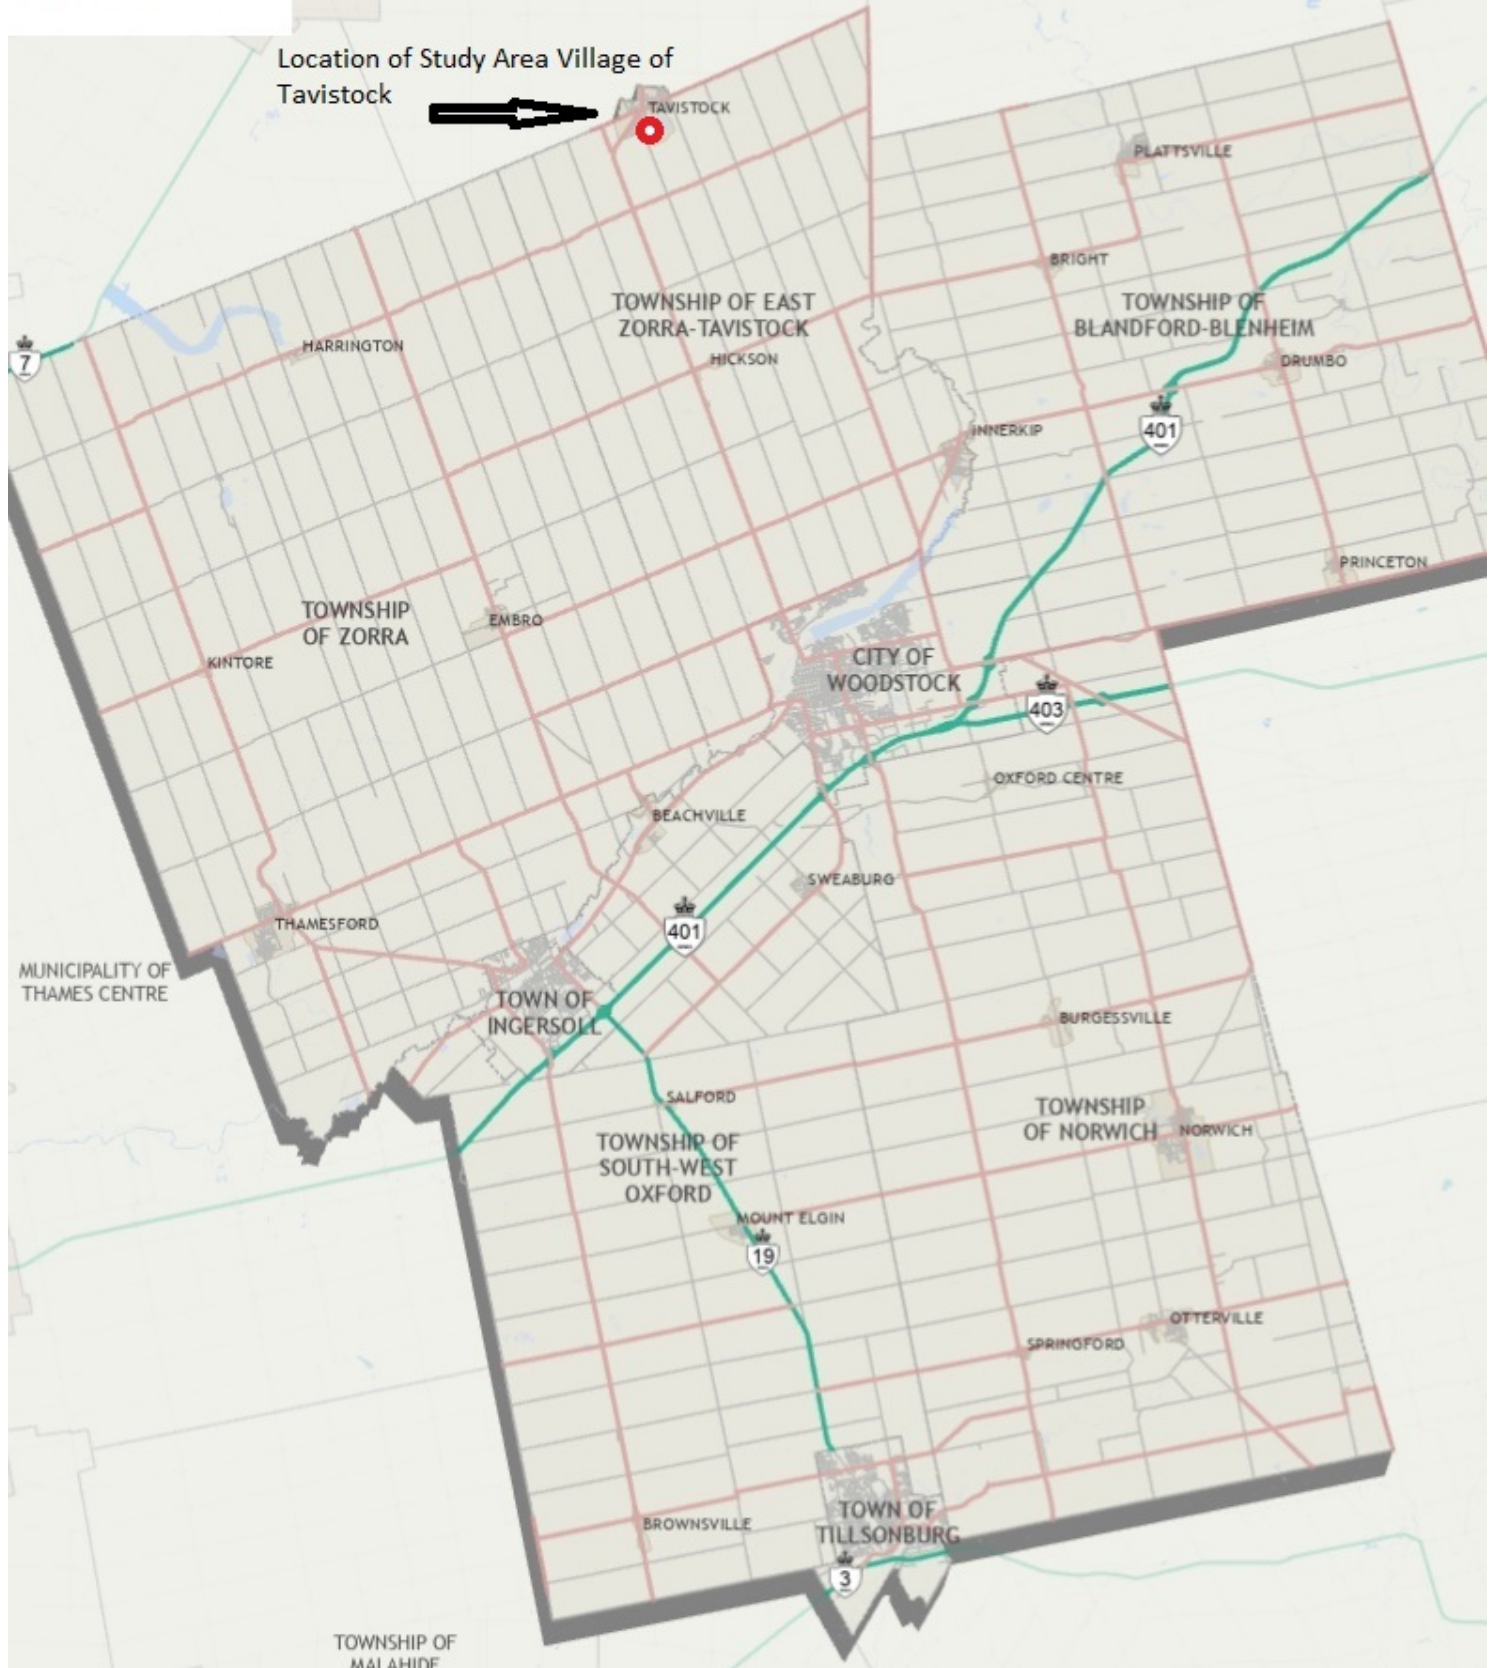 Location of Study Area Village of
Tavistock
TAVISTOCK
PLATTSVILLE
BRIGHT
TOWNSHIP OF EAST
ZORRA-TAVISTOCK
TOWNSHIP OF
BLANDFORD-BLENHEIM
7
HARRINGTON
HICKSON
DRUMBO
INNERKIP
401
PRINCETON
TOWNSHIP
OF ZORRA
EMBRO
KINTORE
CITY OF
WOODSTOCK
403
OXFORD CENTRE
BEACHVILLE
SWEABURG
THAMESFORD
401
MUNICIPALITY OF
THAMES CENTRE
TOWN OF
INGERSOLL
BURGESSVILLE
SALFORD
TOWNSHIP
OF NORWICH
NORWICH
TOWNSHIP OF
SOUTH-WEST
OXFORD
MOUNT ELGIN
19
OTTERVILLE
SPRINGFORD
BROWNSVILLE
TOWN OF
TILLSONBURG
3
TOWNSHIP OF
MALAHIDE